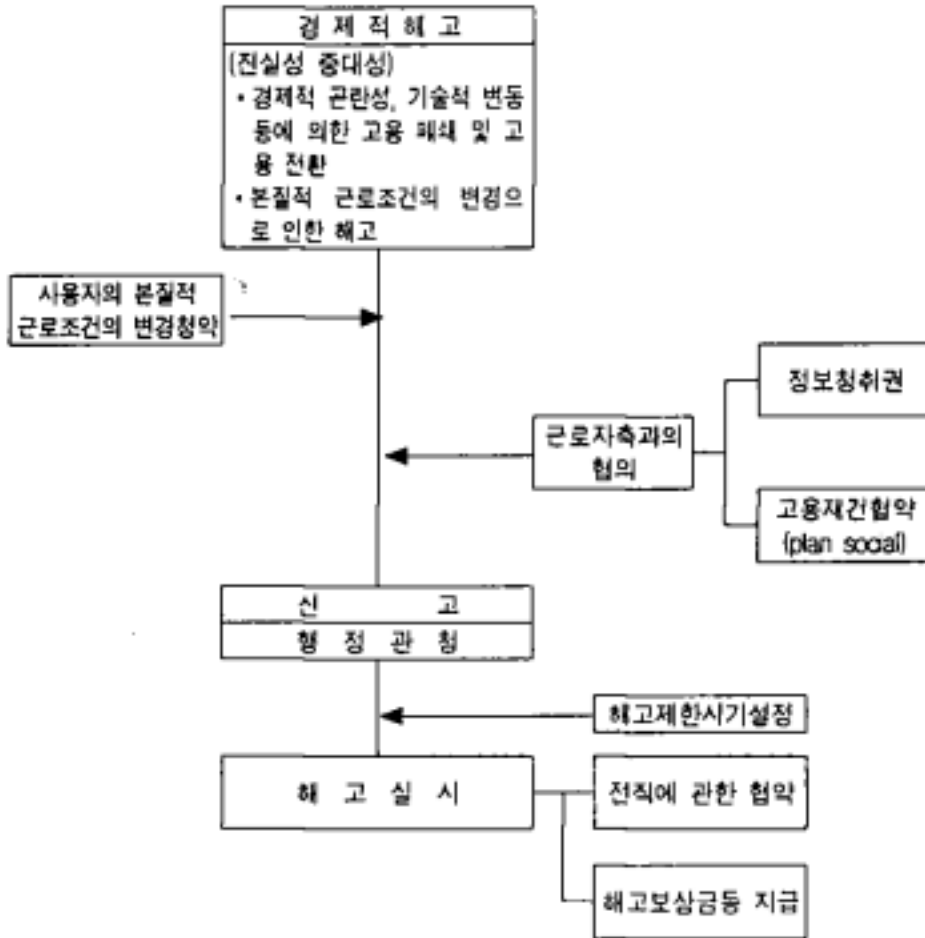 경 제 적 해 고
(진실성 중대성)
• 경제적 곤란성, 기술적 변동
등에 의한 고용 폐쇄 및 고
용 전환
• 본질적 근로조건의 변경으
로 인한 해고
사용자의 본질적
근로조건의 변경청약
정보청취권
근로자측과의
협의
고용재건협약
(plan social)
신 고
행 정 관 청
해고제한시기설정
해 고 실 시
전직에 관한 협약
해고보상금등 지급